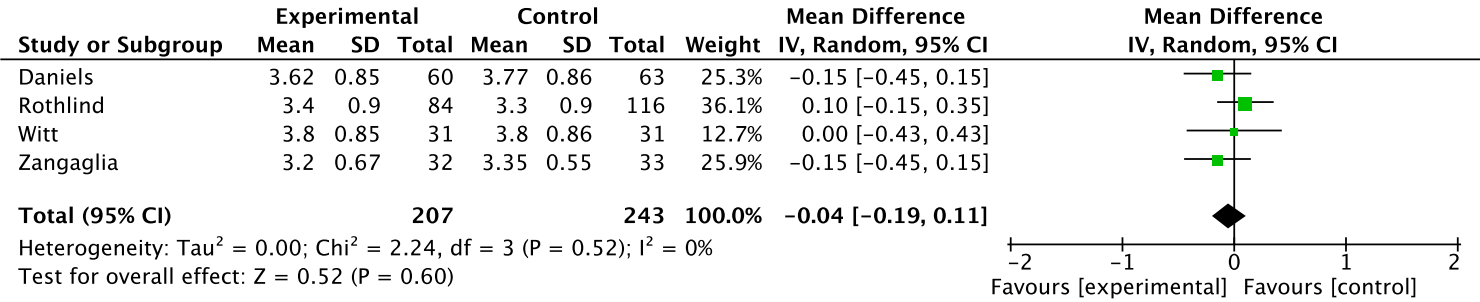 Experimental Control Mean Difference Mean Difference
Study or Subgroup Mean SD Total Mean SD Total Weight IV, Random, 95% CI IV, Random, 95% CI
Daniels 3.62 0.85 60 3.77 0.86 63 25.3% −0.15 [−0.45, 0.15]
Rothlind 3.4 0.9 84 3.3 0.9 116 36.1% 0.10 [−0.15, 0.35]
Witt 3.8 0.85 31 3.8 0.86 31 12.7% 0.00 [−0.43, 0.43]
Zangaglia 3.2 0.67 32 3.35 0.55 33 25.9% −0.15 [−0.45, 0.15]
Total (95% CI) 207 243 100.0% −0.04 [−0.19, 0.11]
Heterogeneity: Tau² = 0.00; Chi² = 2.24, df = 3 (P = 0.52); I² = 0%
Test for overall effect: Z = 0.52 (P = 0.60)
−2 −1 0 1 2
Favours [experimental] Favours [control]